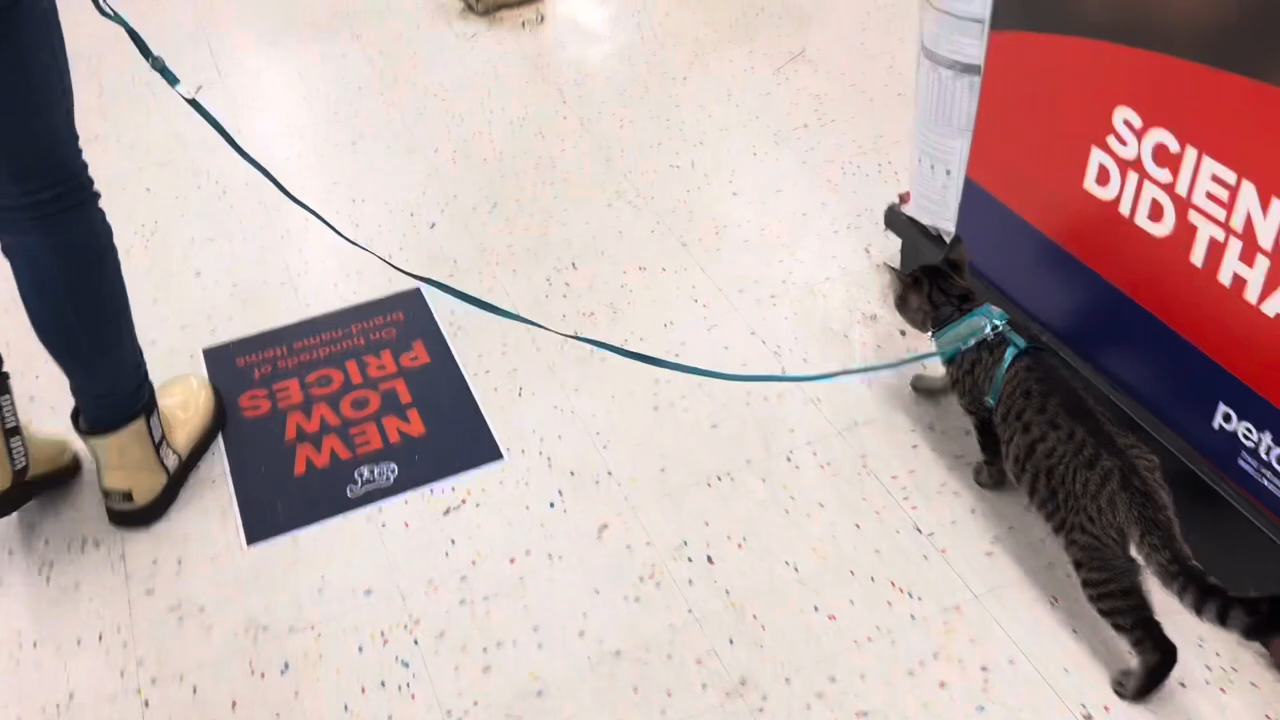 SCIEN
DID THA
petc
NEW
LOW
PRICES
On hundreds of
brand-name items